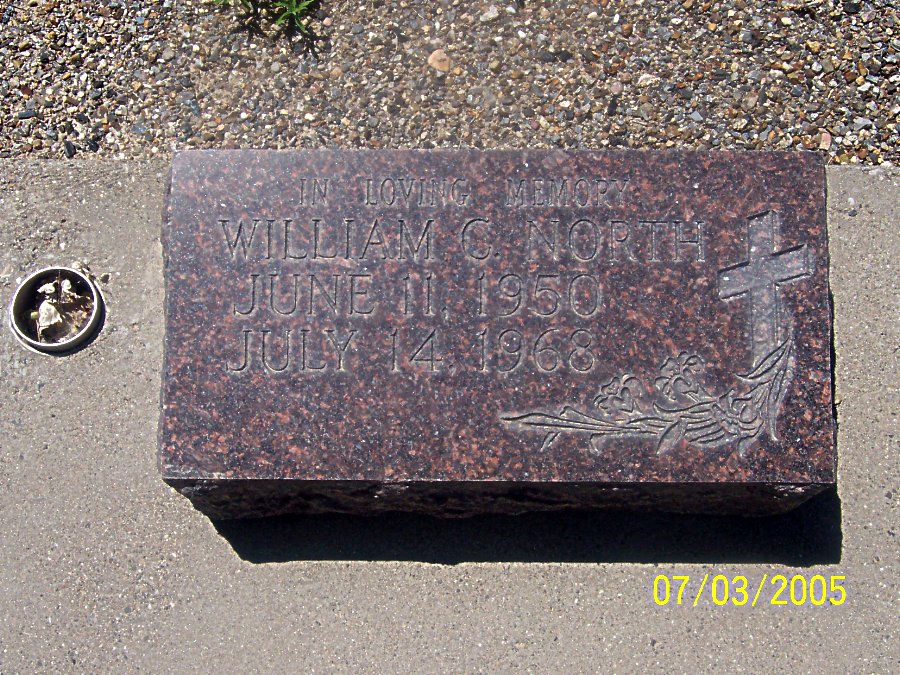 IN LOVING MEMORY
WILLIAM C. NORTH
JUNE 11, 1950
JULY 14, 1968
07/03/2005